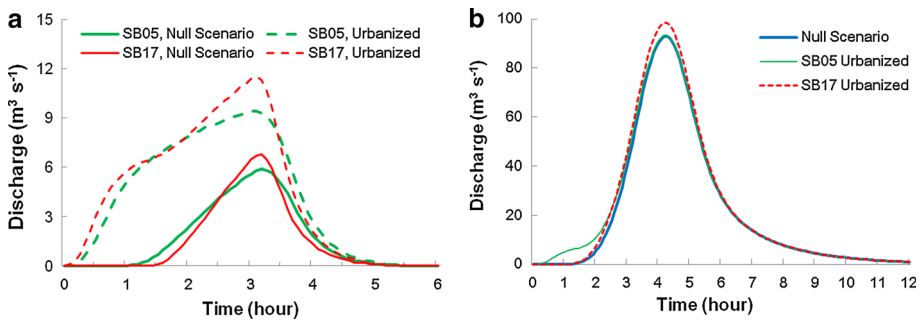 a
15
12
9
6
3
0
Discharge (m³ s⁻¹)
SB05, Null Scenario
SB05, Urbanized
SB17, Null Scenario
SB17, Urbanized
0 1 2 3 4 5 6
Time (hour)
b
100
80
60
40
20
0
Discharge (m³ s⁻¹)
Null Scenario
SB05 Urbanized
SB17 Urbanized
0 1 2 3 4 5 6 7 8 9 10 11 12
Time (hour)